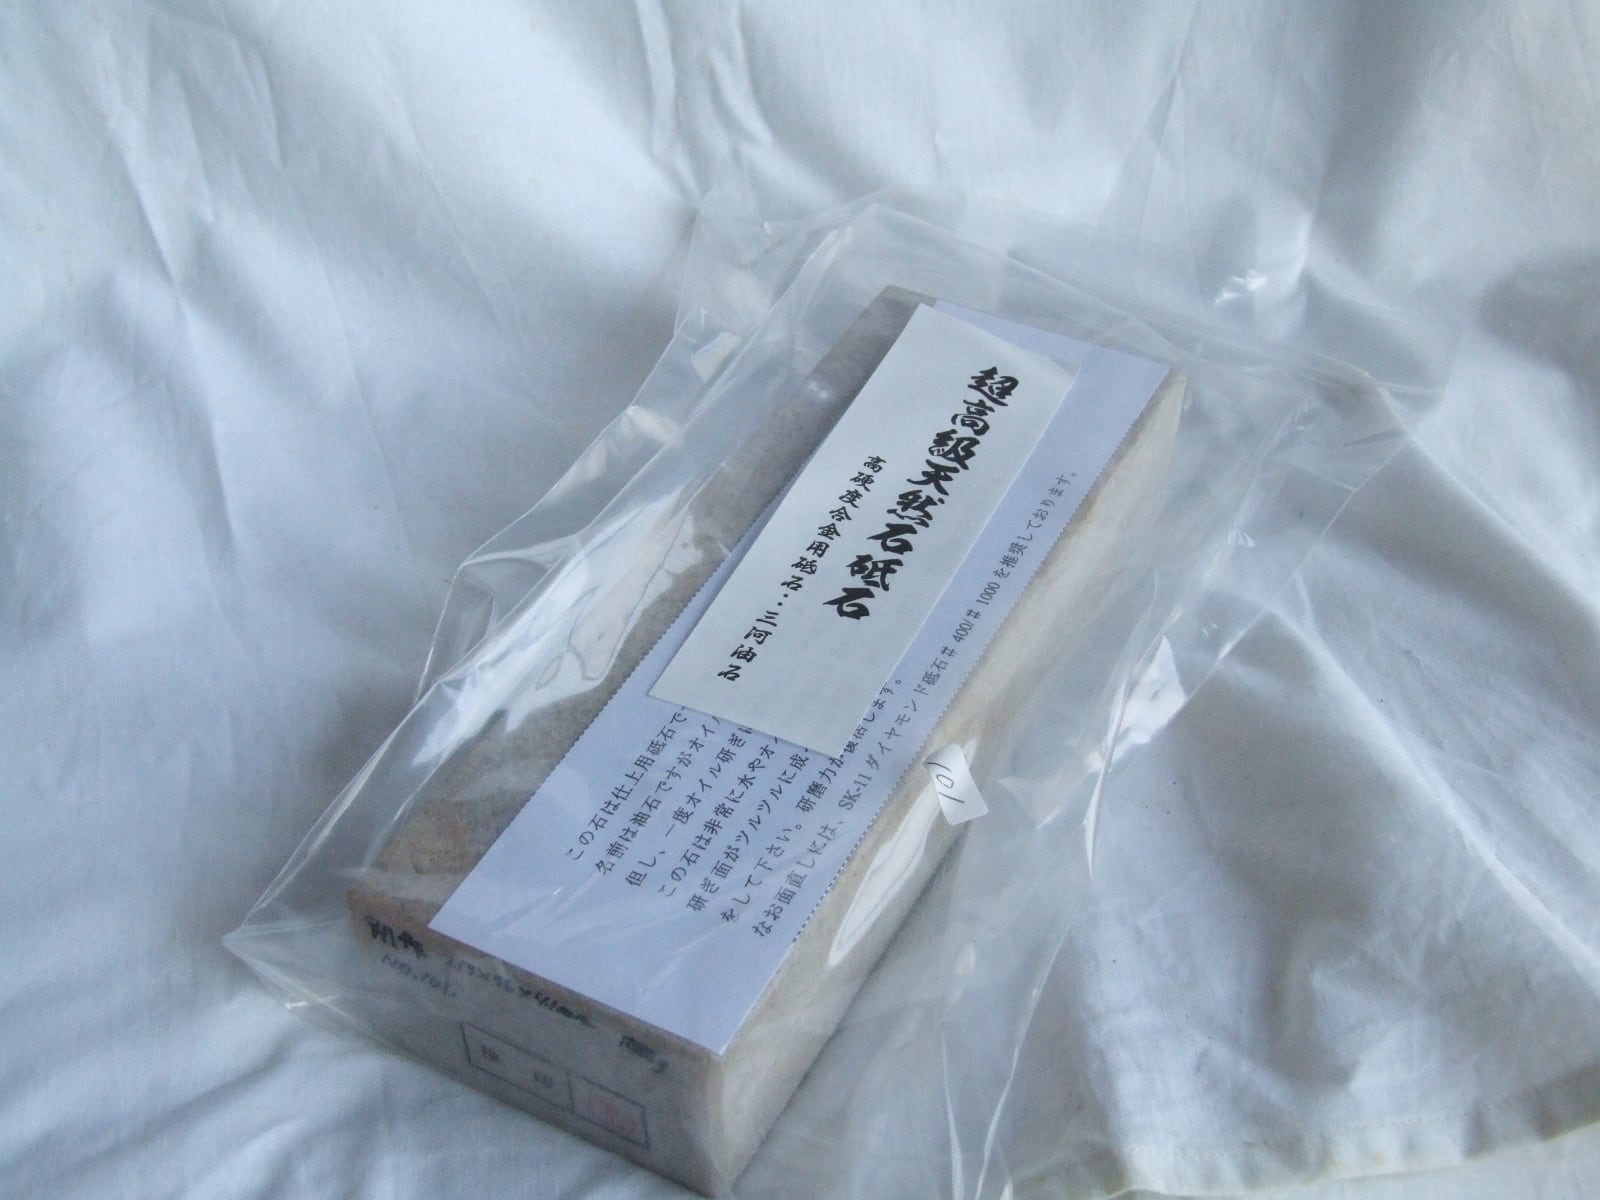 超高級天然石砥石
高硬度合金用砥石・・三河油石
この石は仕上用砥石で
名前は油石ですがオイ
但し、一度オイル研ぎ
この石は非常に水やオ
研ぎ面がツルツルに成
をして下さい。研磨力が復活します。
なお面直しには、SK-11ダイヤモンド砥石#400/#1000を推奨しております。
101